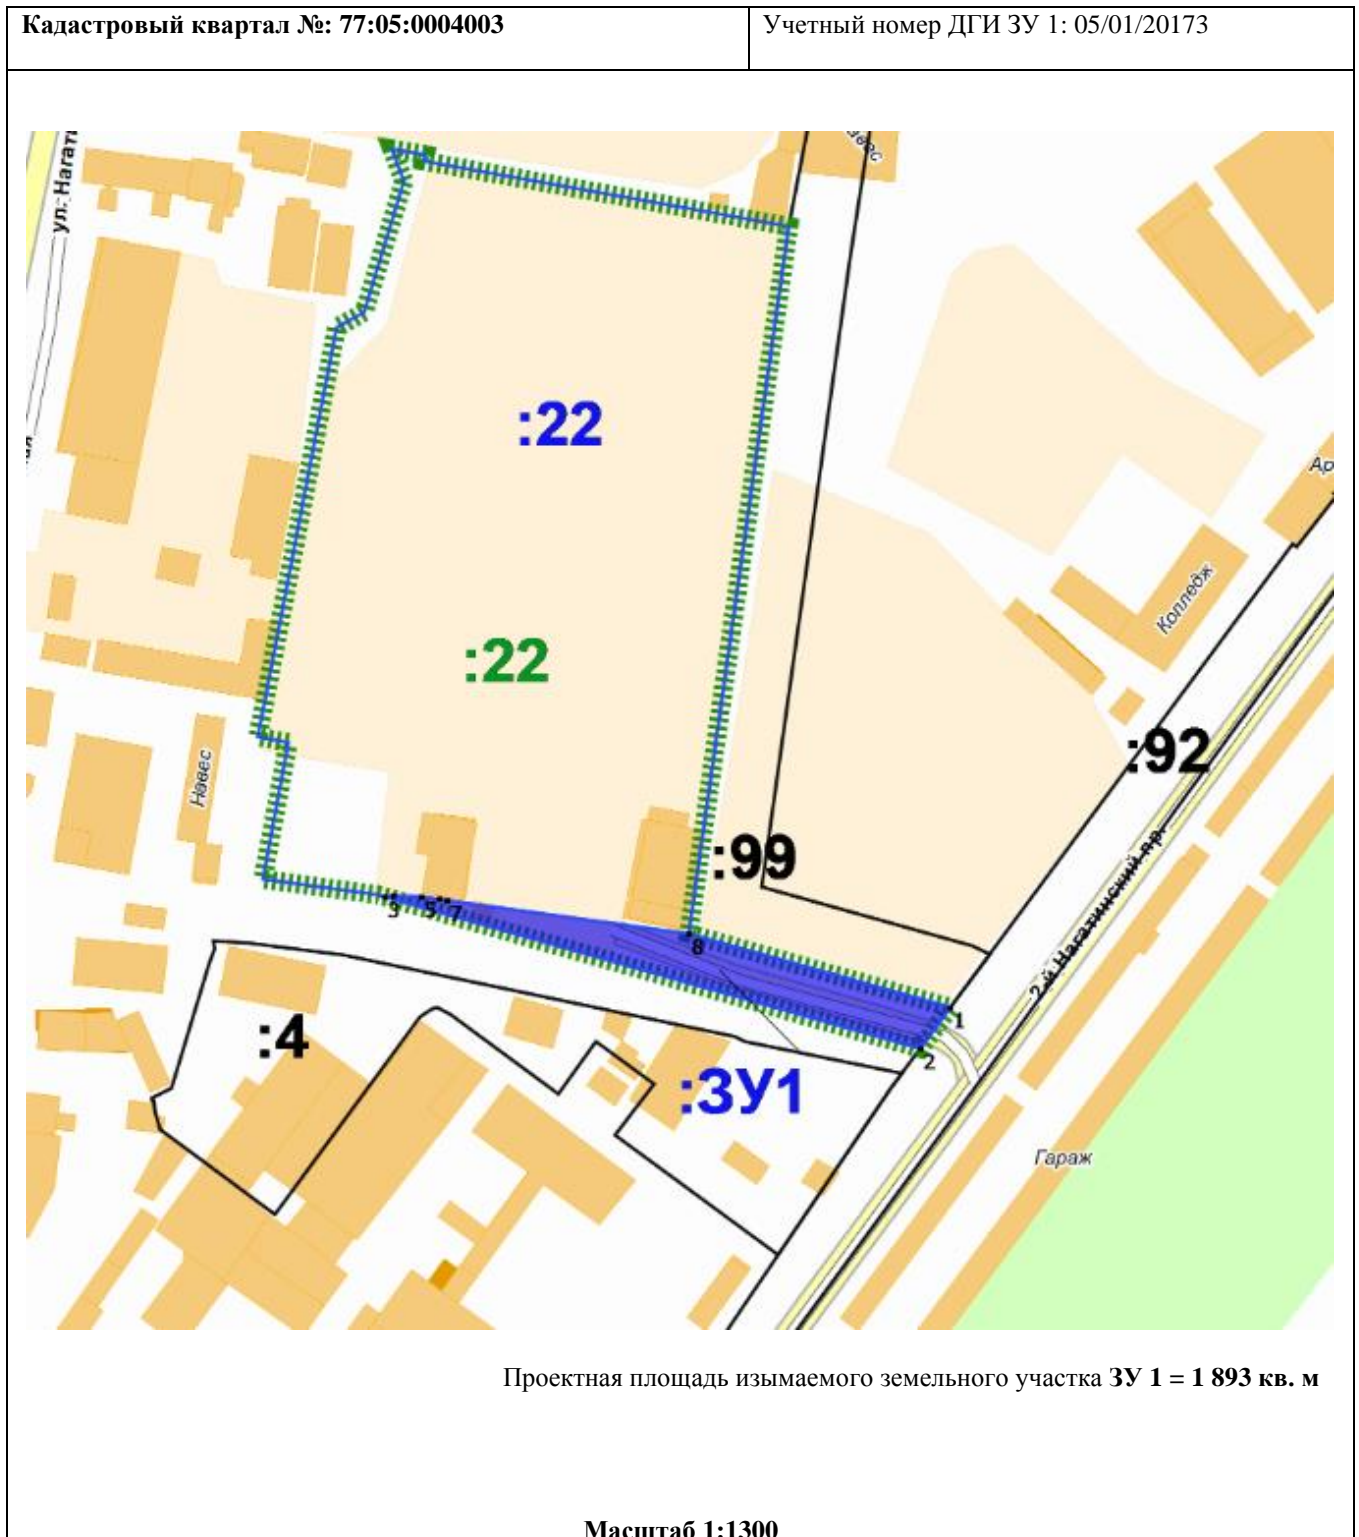 Кадастровый квартал №: 77:05:0004003
Учетный номер ДГИ ЗУ 1: 05/01/20173
ул. Нагати
:22
:22
Колледж
:92
Навес
:99
2-й Нагатинский пр.
3
5
7
8
1
2
:4
:ЗУ1
Гараж
Проектная площадь изымаемого земельного участка ЗУ 1 = 1 893 кв. м
Масштаб 1:1300